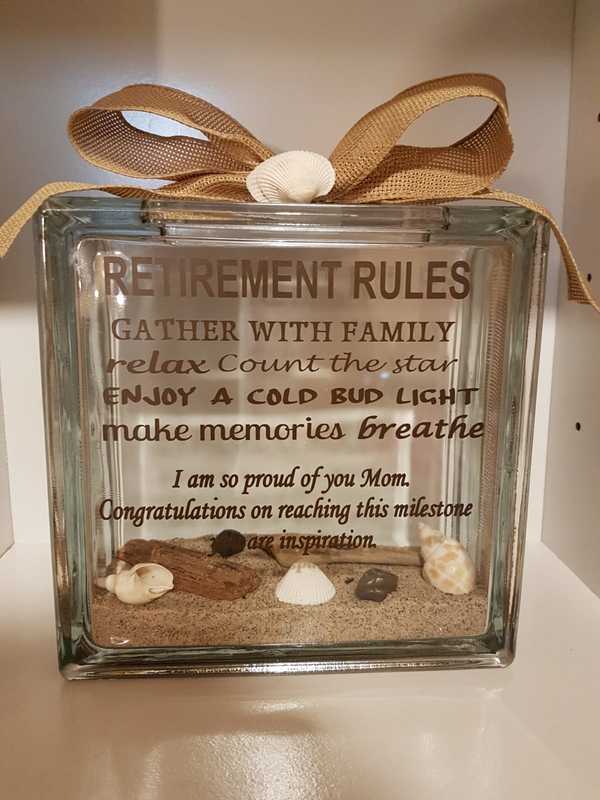 RETIREMENT RULES
GATHER WITH FAMILY
relax Count the star
ENJOY A COLD BUD LIGHT
make memories breathe
I am so proud of you Mom.
Congratulations on reaching this milestone
are inspiration.